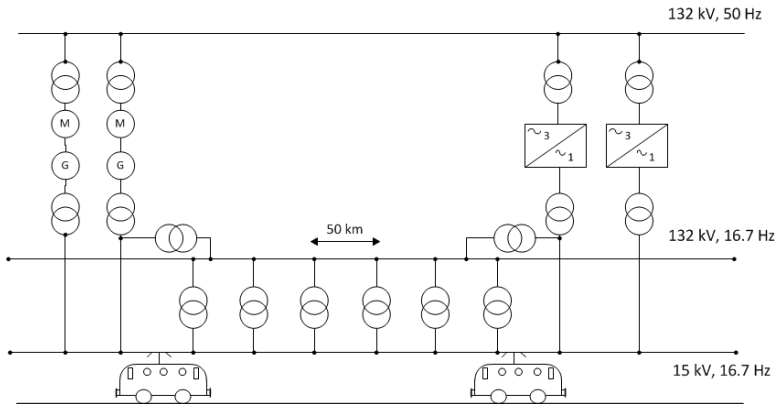 132 kV, 50 Hz
M
M
G
G
~ 3
~ 1
~ 3
~ 1
50 km
132 kV, 16.7 Hz
15 kV, 16.7 Hz